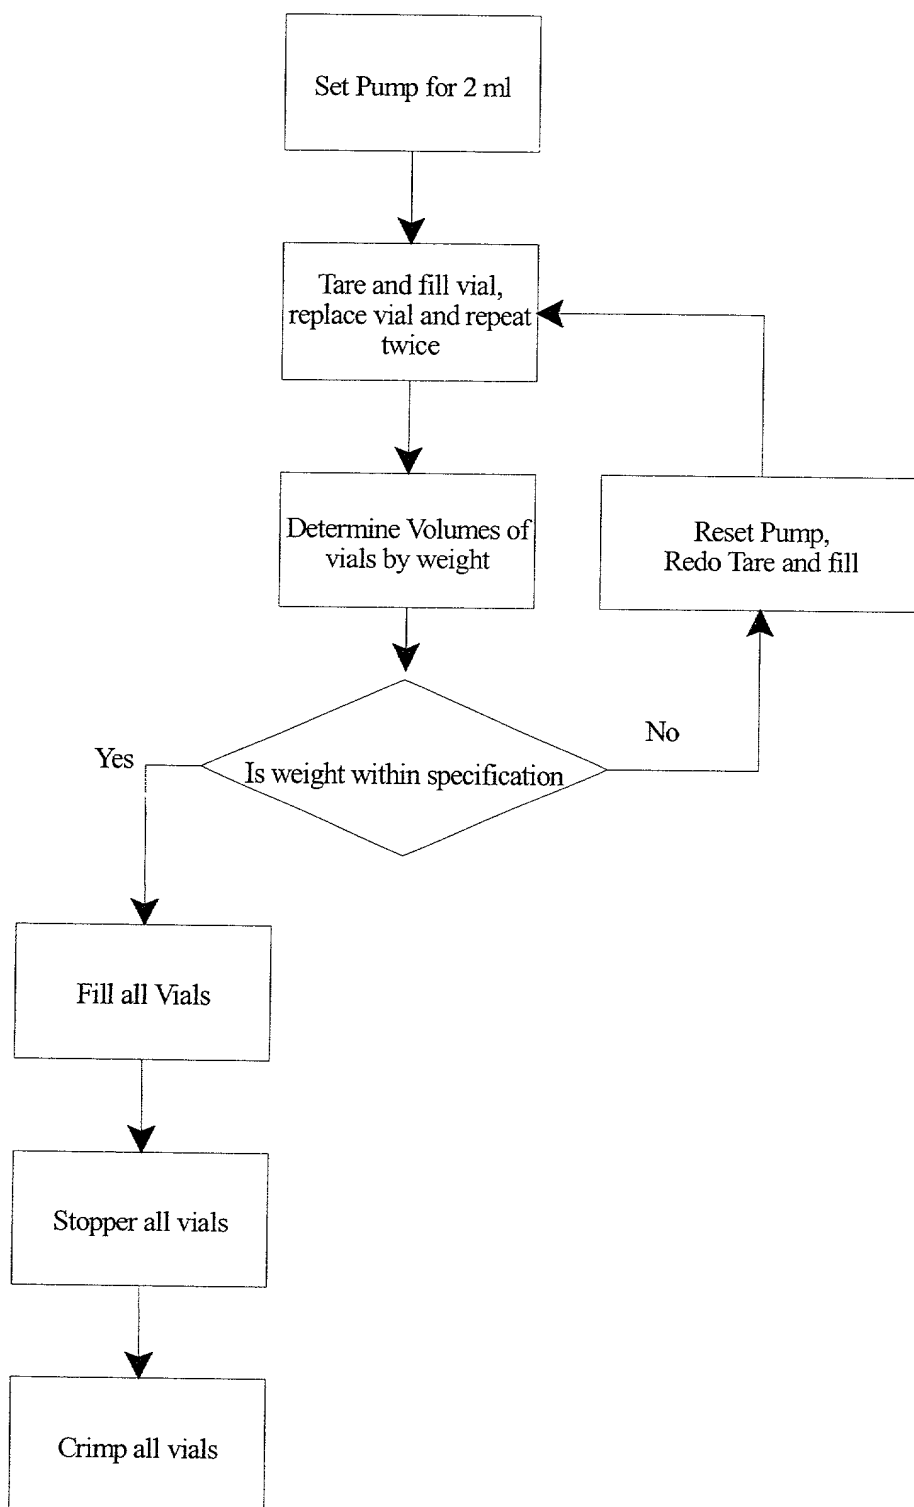 Set Pump for 2 ml
Tare and fill vial,
replace vial and repeat
twice
Determine Volumes of
vials by weight
Reset Pump,
Redo Tare and fill
No
Yes
Is weight within specification
Fill all Vials
Stopper all vials
Crimp all vials